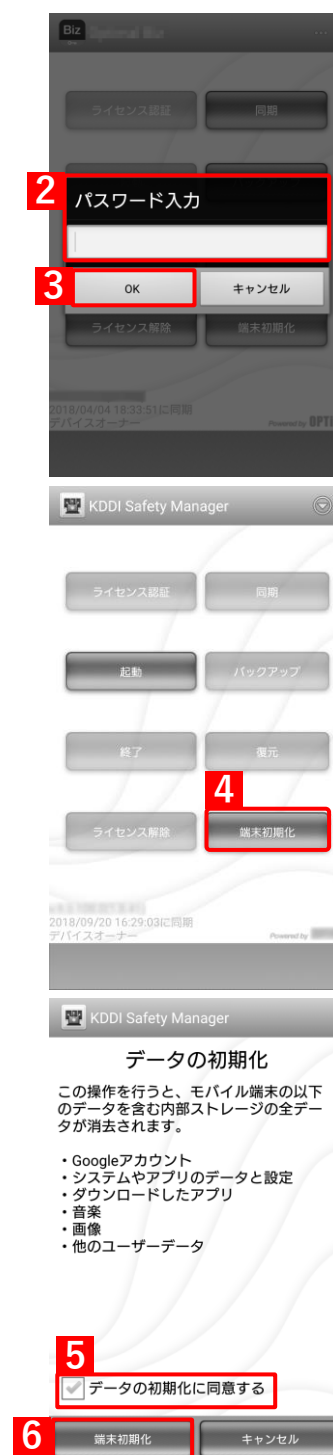 Biz
ライセンス認証
同期
2
パスワード入力
3
OK
キャンセル
ライセンス解除
端末初期化
2018/04/04 18:33:51に同期
デバイスオーナー
Powered by OPTI
KDDI Safety Manager
ライセンス認証
同期
起動
バックアップ
終了
復元
4
ライセンス解除
端末初期化
2018/09/20 16:29:03に同期
デバイスオーナー
Powered by
KDDI Safety Manager
データの初期化
この操作を行うと、モバイル端末の以下
のデータを含む内部ストレージの全デー
タが消去されます。
・Googleアカウント
・システムやアプリのデータと設定
・ダウンロードしたアプリ
・音楽
・画像
・他のユーザーデータ
5
データの初期化に同意する
6
端末初期化
キャンセル